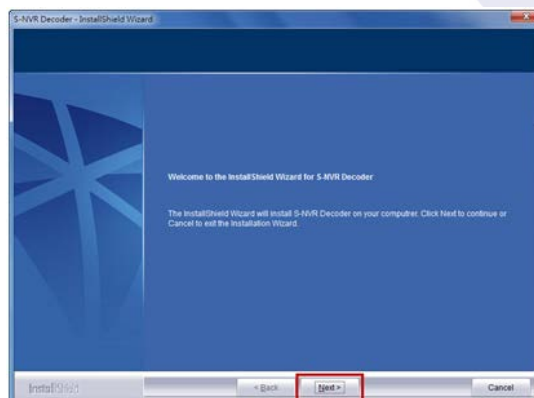 S-NVR Decoder - InstallShield Wizard
Welcome to the InstallShield Wizard for S-NVR Decoder
The InstallShield Wizard will install S-NVR Decoder on your computrer. Click Next to continue or
Cancel to exit the Installation Wizard.
InstallShield
< Back
Next >
Cancel